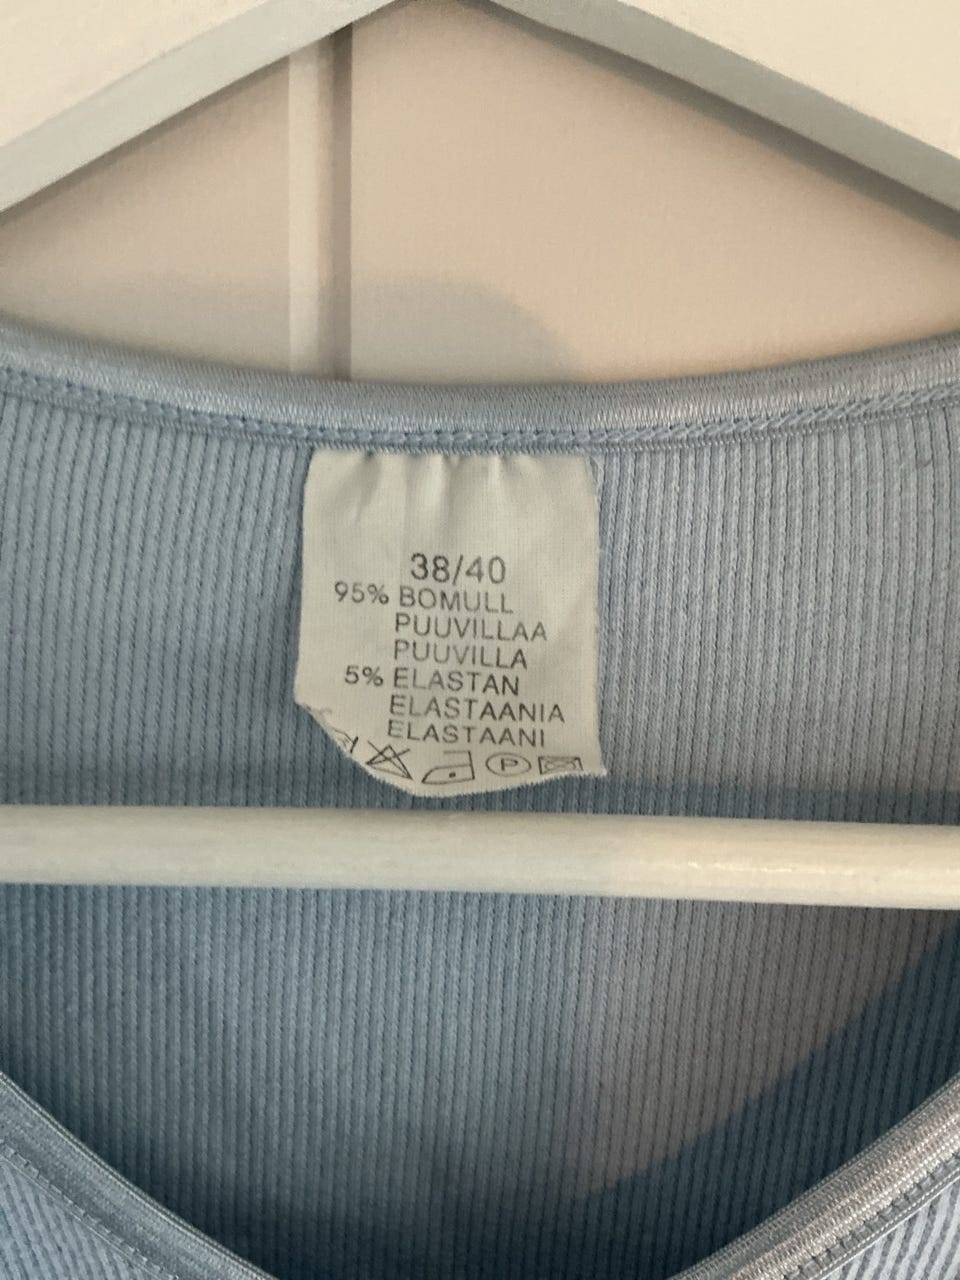 38/40
95% BOMULL
PUUVILLAA
PUUVILLA
5% ELASTAN
ELASTAANIA
ELASTAANI
P